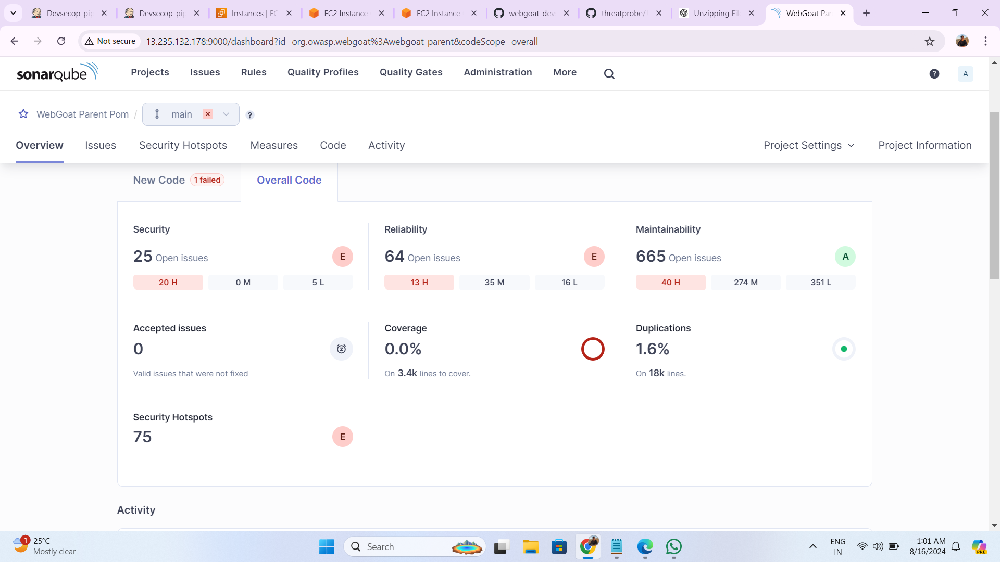 Devsecop-pip
Devsecop-pip
Instances | EC
EC2 Instance
EC2 Instance
webgoat_dev
threatprobe/J
Unzipping File
WebGoat Par
Not secure
13.235.132.178:9000/dashboard?id=org.owasp.webgoat%3Awebgoat-parent&codeScope=overall
sonarqube
Projects
Issues
Rules
Quality Profiles
Quality Gates
Administration
More
?
A
WebGoat Parent Pom / main
?
Overview
Issues
Security Hotspots
Measures
Code
Activity
Project Settings
Project Information
New Code 1 failed
Overall Code
Security
25 Open issues
E
20 H
0 M
5 L
Reliability
64 Open issues
E
13 H
35 M
16 L
Maintainability
665 Open issues
A
40 H
274 M
351 L
Accepted issues
0
Valid issues that were not fixed
Coverage
0.0%
On 3.4k lines to cover.
Duplications
1.6%
On 18k lines.
Security Hotspots
75
E
Activity
1
25°C
Mostly clear
Search
ENG
IN
1:01 AM
8/16/2024
PRE